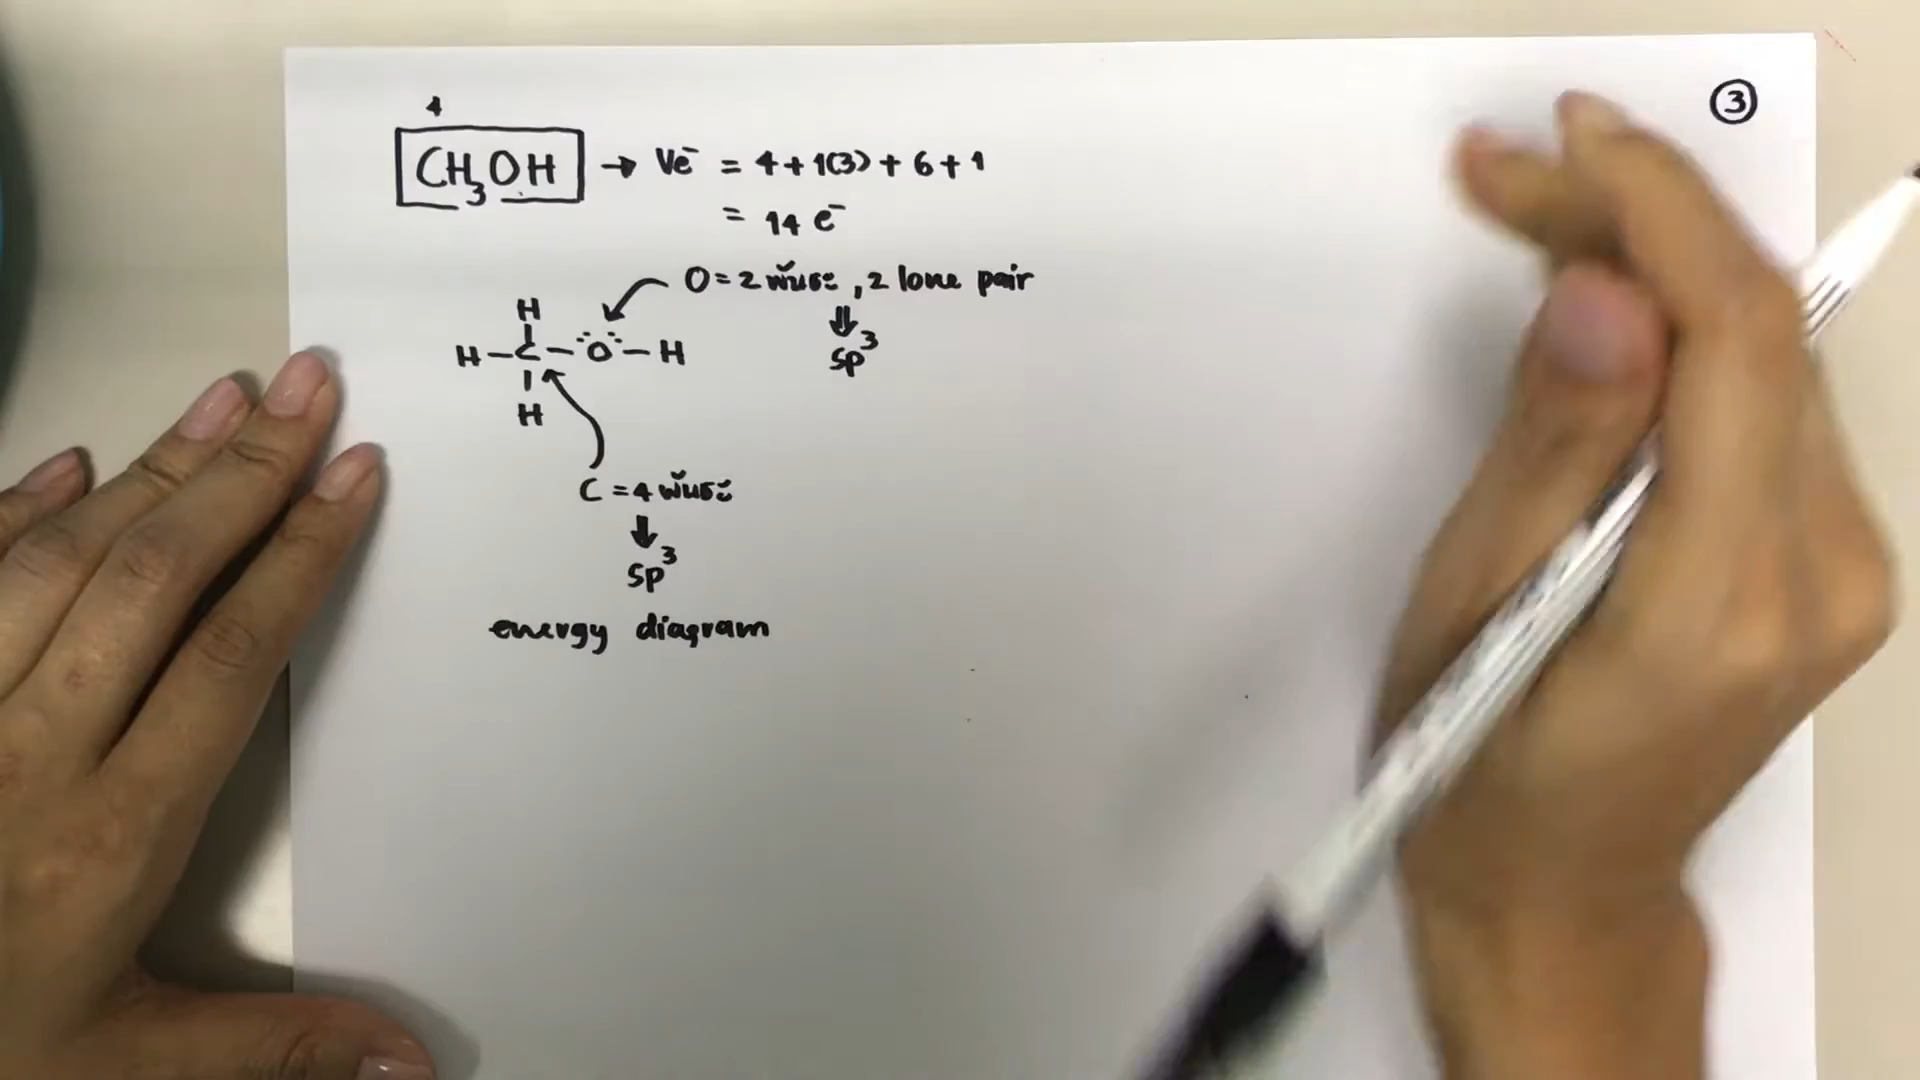 ③
4
CH₃OH → Ve⁻ = 4 + 1(3) + 6 + 1
= 14 e⁻
O = 2 พันธะ , 2 lone pair
⇓
sp³
H
H – C – Ö – H
H
C = 4 พันธะ
⇓
sp³
energy diagram